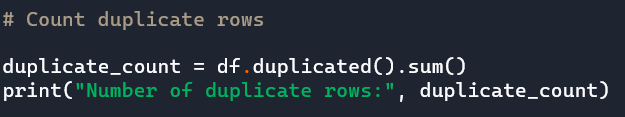 # Count duplicate rows
duplicate_count = df.duplicated().sum()
print("Number of duplicate rows:", duplicate_count)